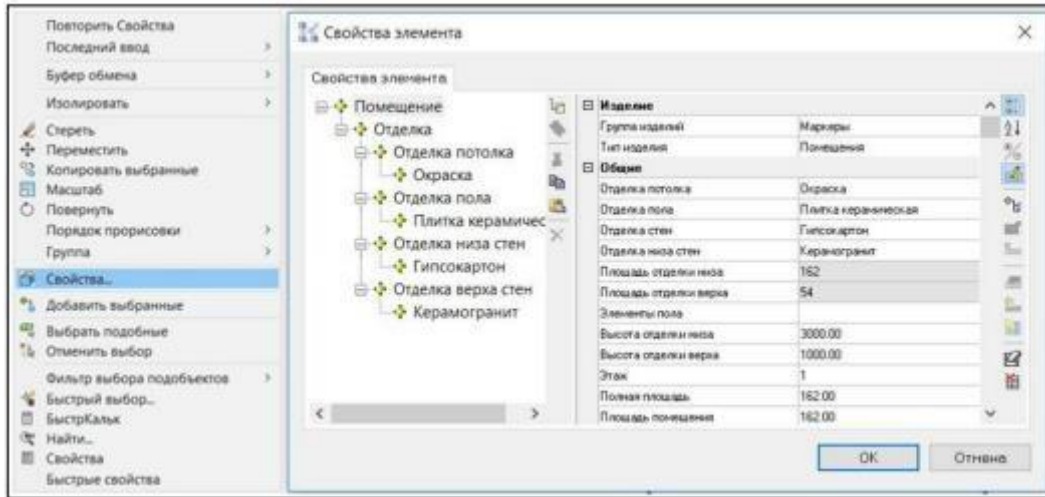 Повторить Свойства
Последний ввод
Буфер обмена
Изолировать
Стереть
Переместить
Копировать выбранные
Масштаб
Повернуть
Порядок прорисовки
Группа
Свойства...
Добавить выбранные
Выбрать подобные
Отменить выбор
Фильтр выбора подобъектов
Быстрый выбор...
БыстрКальк
Найти...
Свойства
Быстрые свойства
Свойства элемента
Свойства элемента
Помещение
Отделка
Отделка потолка
Окраска
Отделка пола
Плитка керамичес
Отделка низа стен
Гипсокартон
Отделка верха стен
Керамогранит
Изделие
Группа изделий Маркеры
Тип изделия Помещения
Общие
Отделка потолка Окраска
Отделка пола Плитка керамическая
Отделка стен Гипсокартон
Отделка низа стен Керамогранит
Площадь отделки низа 162
Площадь отделки верха 54
Элементы пола
Высота отделки низа 3000.00
Высота отделки верха 1000.00
Этаж 1
Полная площадь 162.00
Площадь помещения 162.00
OK
Отмена